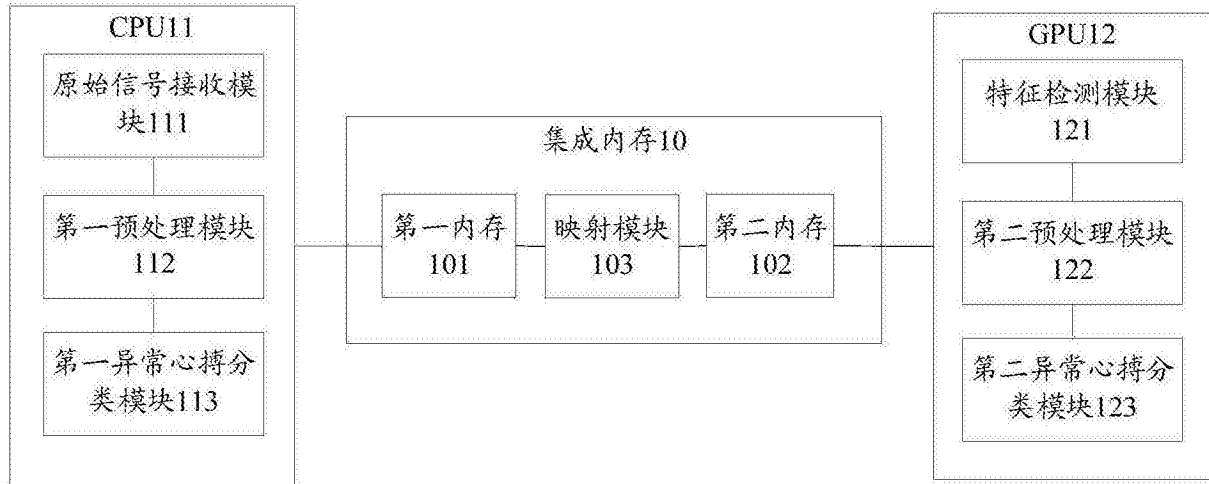 CPU11
原始信号接收模
块111
第一预处理模块
112
第一异常心搏分
类模块113
集成内存10
第一内存
101
映射模块
103
第二内存
102
GPU12
特征检测模块
121
第二预处理模块
122
第二异常心搏分
类模块123